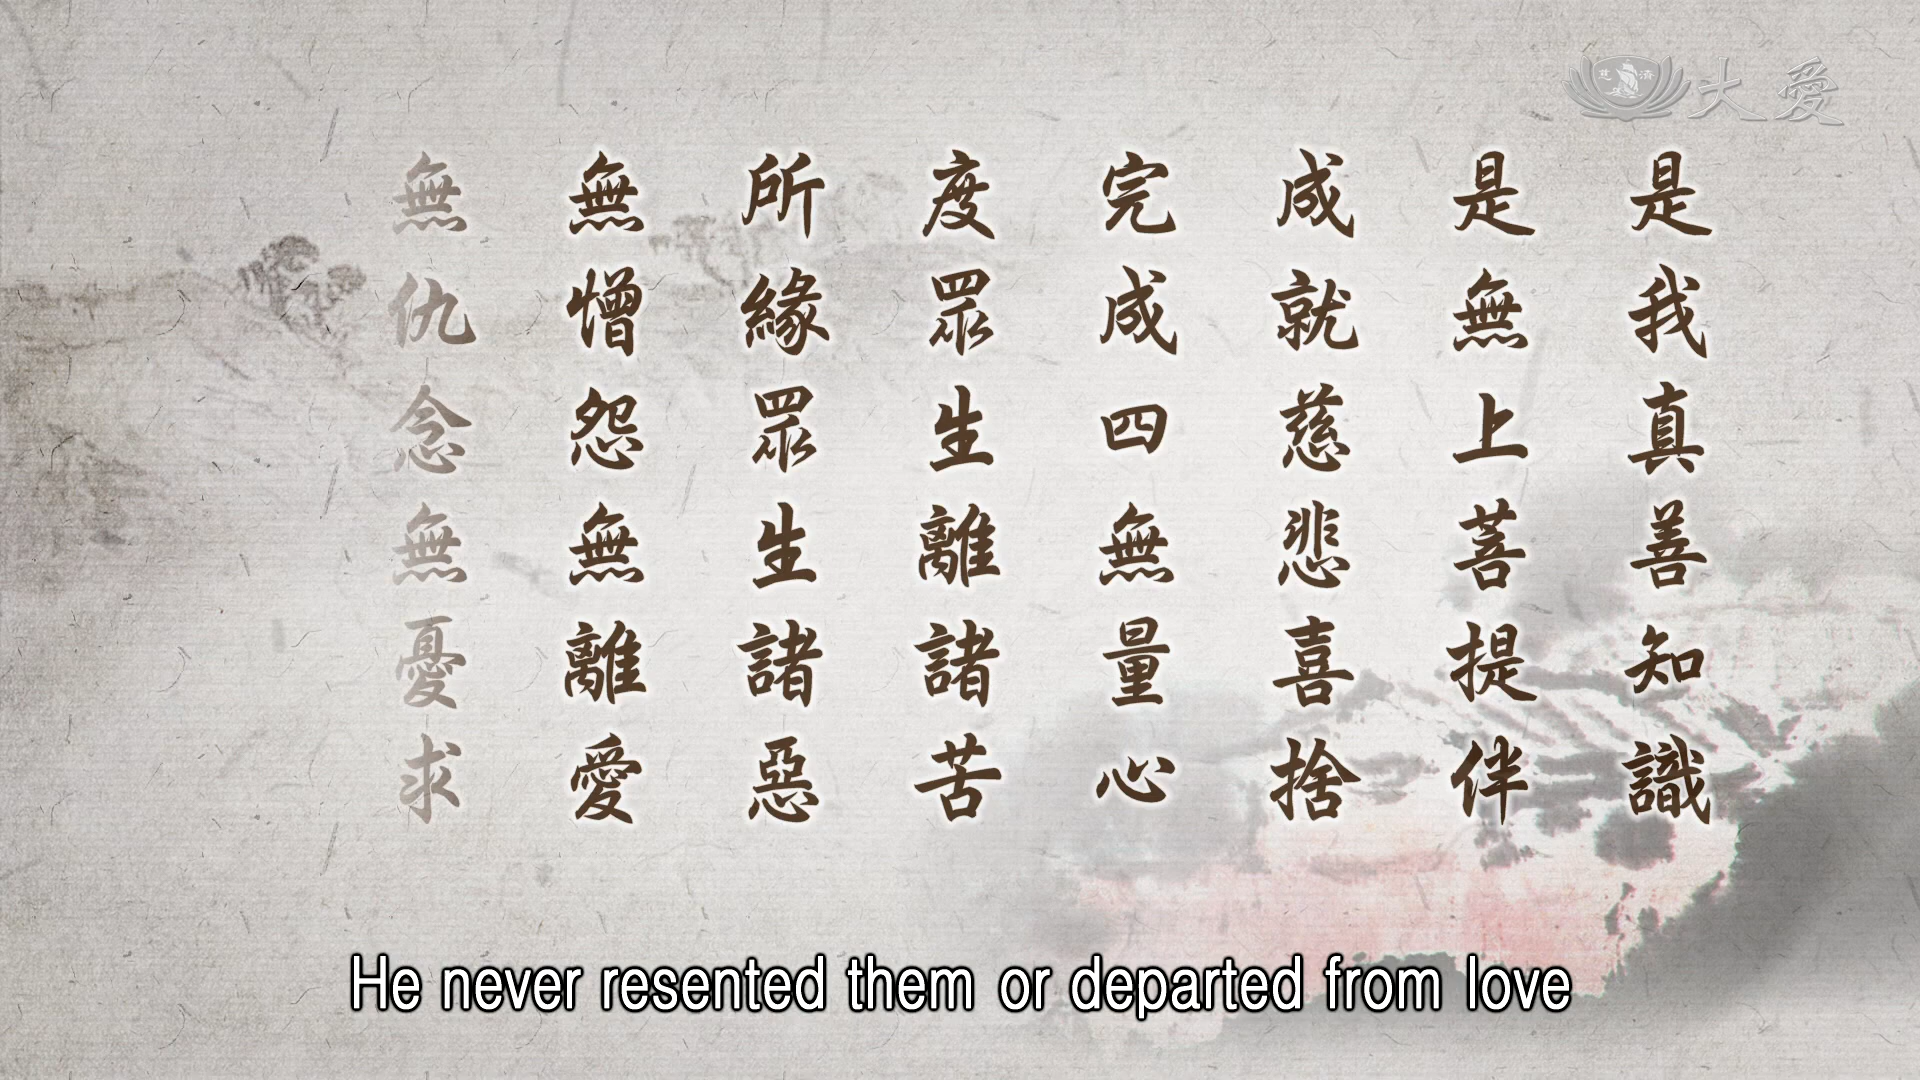 大愛
是我真善知識
是無上菩提伴
成就慈悲喜捨
完成四無量心
度眾生離諸苦
所緣眾生諸惡
無憎怨無離愛
無仇念無憂求
He never resented them or departed from love